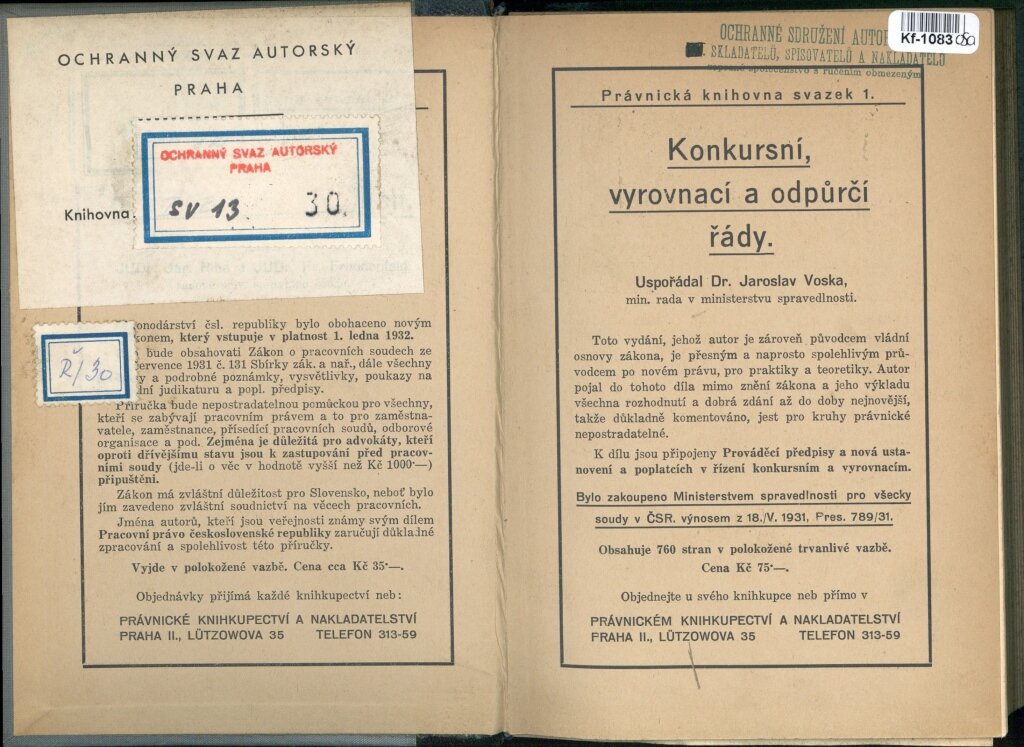 OCHRANNÝ SVAZ AUTORSKÝ
PRAHA
OCHRANNÝ SVAZ AUTORSKÝ
PRAHA
Knihovna
SV 13
30.
Ř/30
onodárství čsl. republiky bylo obohaceno novým
konem, který vstupuje v platnost 1. ledna 1932.
bude obsahovati Zákon o pracovních soudech ze
července 1931 č. 131 Sbírky zák. a nař., dále všechny
y a podrobné poznámky, vysvětlivky, poukazy na
ní judikaturu a popl. předpisy.
Příručka bude nepostradatelnou pomůckou pro všechny,
kteří se zabývají pracovním právem a to pro zaměstna-
vatele, zaměstnance, přísedící pracovních soudů, odborové
organisace a pod. Zejména je důležitá pro advokáty, kteří
oproti dřívějšímu stavu jsou k zastupování před pracov-
ními soudy (jde-li o věc v hodnotě vyšší než Kč 1000·—)
připuštěni.
Zákon má zvláštní důležitost pro Slovensko, neboť bylo
jím zavedeno zvláštní soudnictví na věcech pracovních.
Jména autorů, kteří jsou veřejnosti známy svým dílem
Pracovní právo československé republiky zaručují důkladné
zpracování a spolehlivost této příručky.
Vyjde v polokožené vazbě. Cena cca Kč 35·—.
Objednávky přijímá každé knihkupectví neb:
PRÁVNICKÉ KNIHKUPECTVÍ A NAKLADATELSTVÍ
PRAHA II., LÜTZOWOVA 35 TELEFON 313-59
OCHRANNÉ SDRUŽENÍ
SKLADATELŮ, SPISOVATELŮ A NAKLADATELŮ
zapsané společenstvo s ručením obmezeným
Kf-1083
Právnická knihovna svazek 1.
Konkursní,
vyrovnací a odpůrčí
řády.
Uspořádal Dr. Jaroslav Voska,
min. rada v ministerstvu spravedlnosti.
Toto vydání, jehož autor je zároveň původcem vládní
osnovy zákona, je přesným a naprosto spolehlivým prů-
vodcem po novém právu, pro praktiky a teoretiky. Autor
pojal do tohoto díla mimo znění zákona a jeho výkladu
všechna rozhodnutí a dobrá zdání až do doby nejnovější,
takže důkladně komentováno, jest pro kruhy právnické
nepostradatelné.
K dílu jsou připojeny Prováděcí předpisy a nová usta-
novení a poplatcích v řízení konkursním a vyrovnacím.
Bylo zakoupeno Ministerstvem spravedlnosti pro všecky
soudy v ČSR. výnosem z 18./V. 1931, Pres. 789/31.
Obsahuje 760 stran v polokožené trvanlivé vazbě.
Cena Kč 75·—.
Objednejte u svého knihkupce neb přímo v
PRÁVNICKÉM KNIHKUPECTVÍ A NAKLADATELSTVÍ
PRAHA II., LÜTZOWOVA 35 TELEFON 313-59